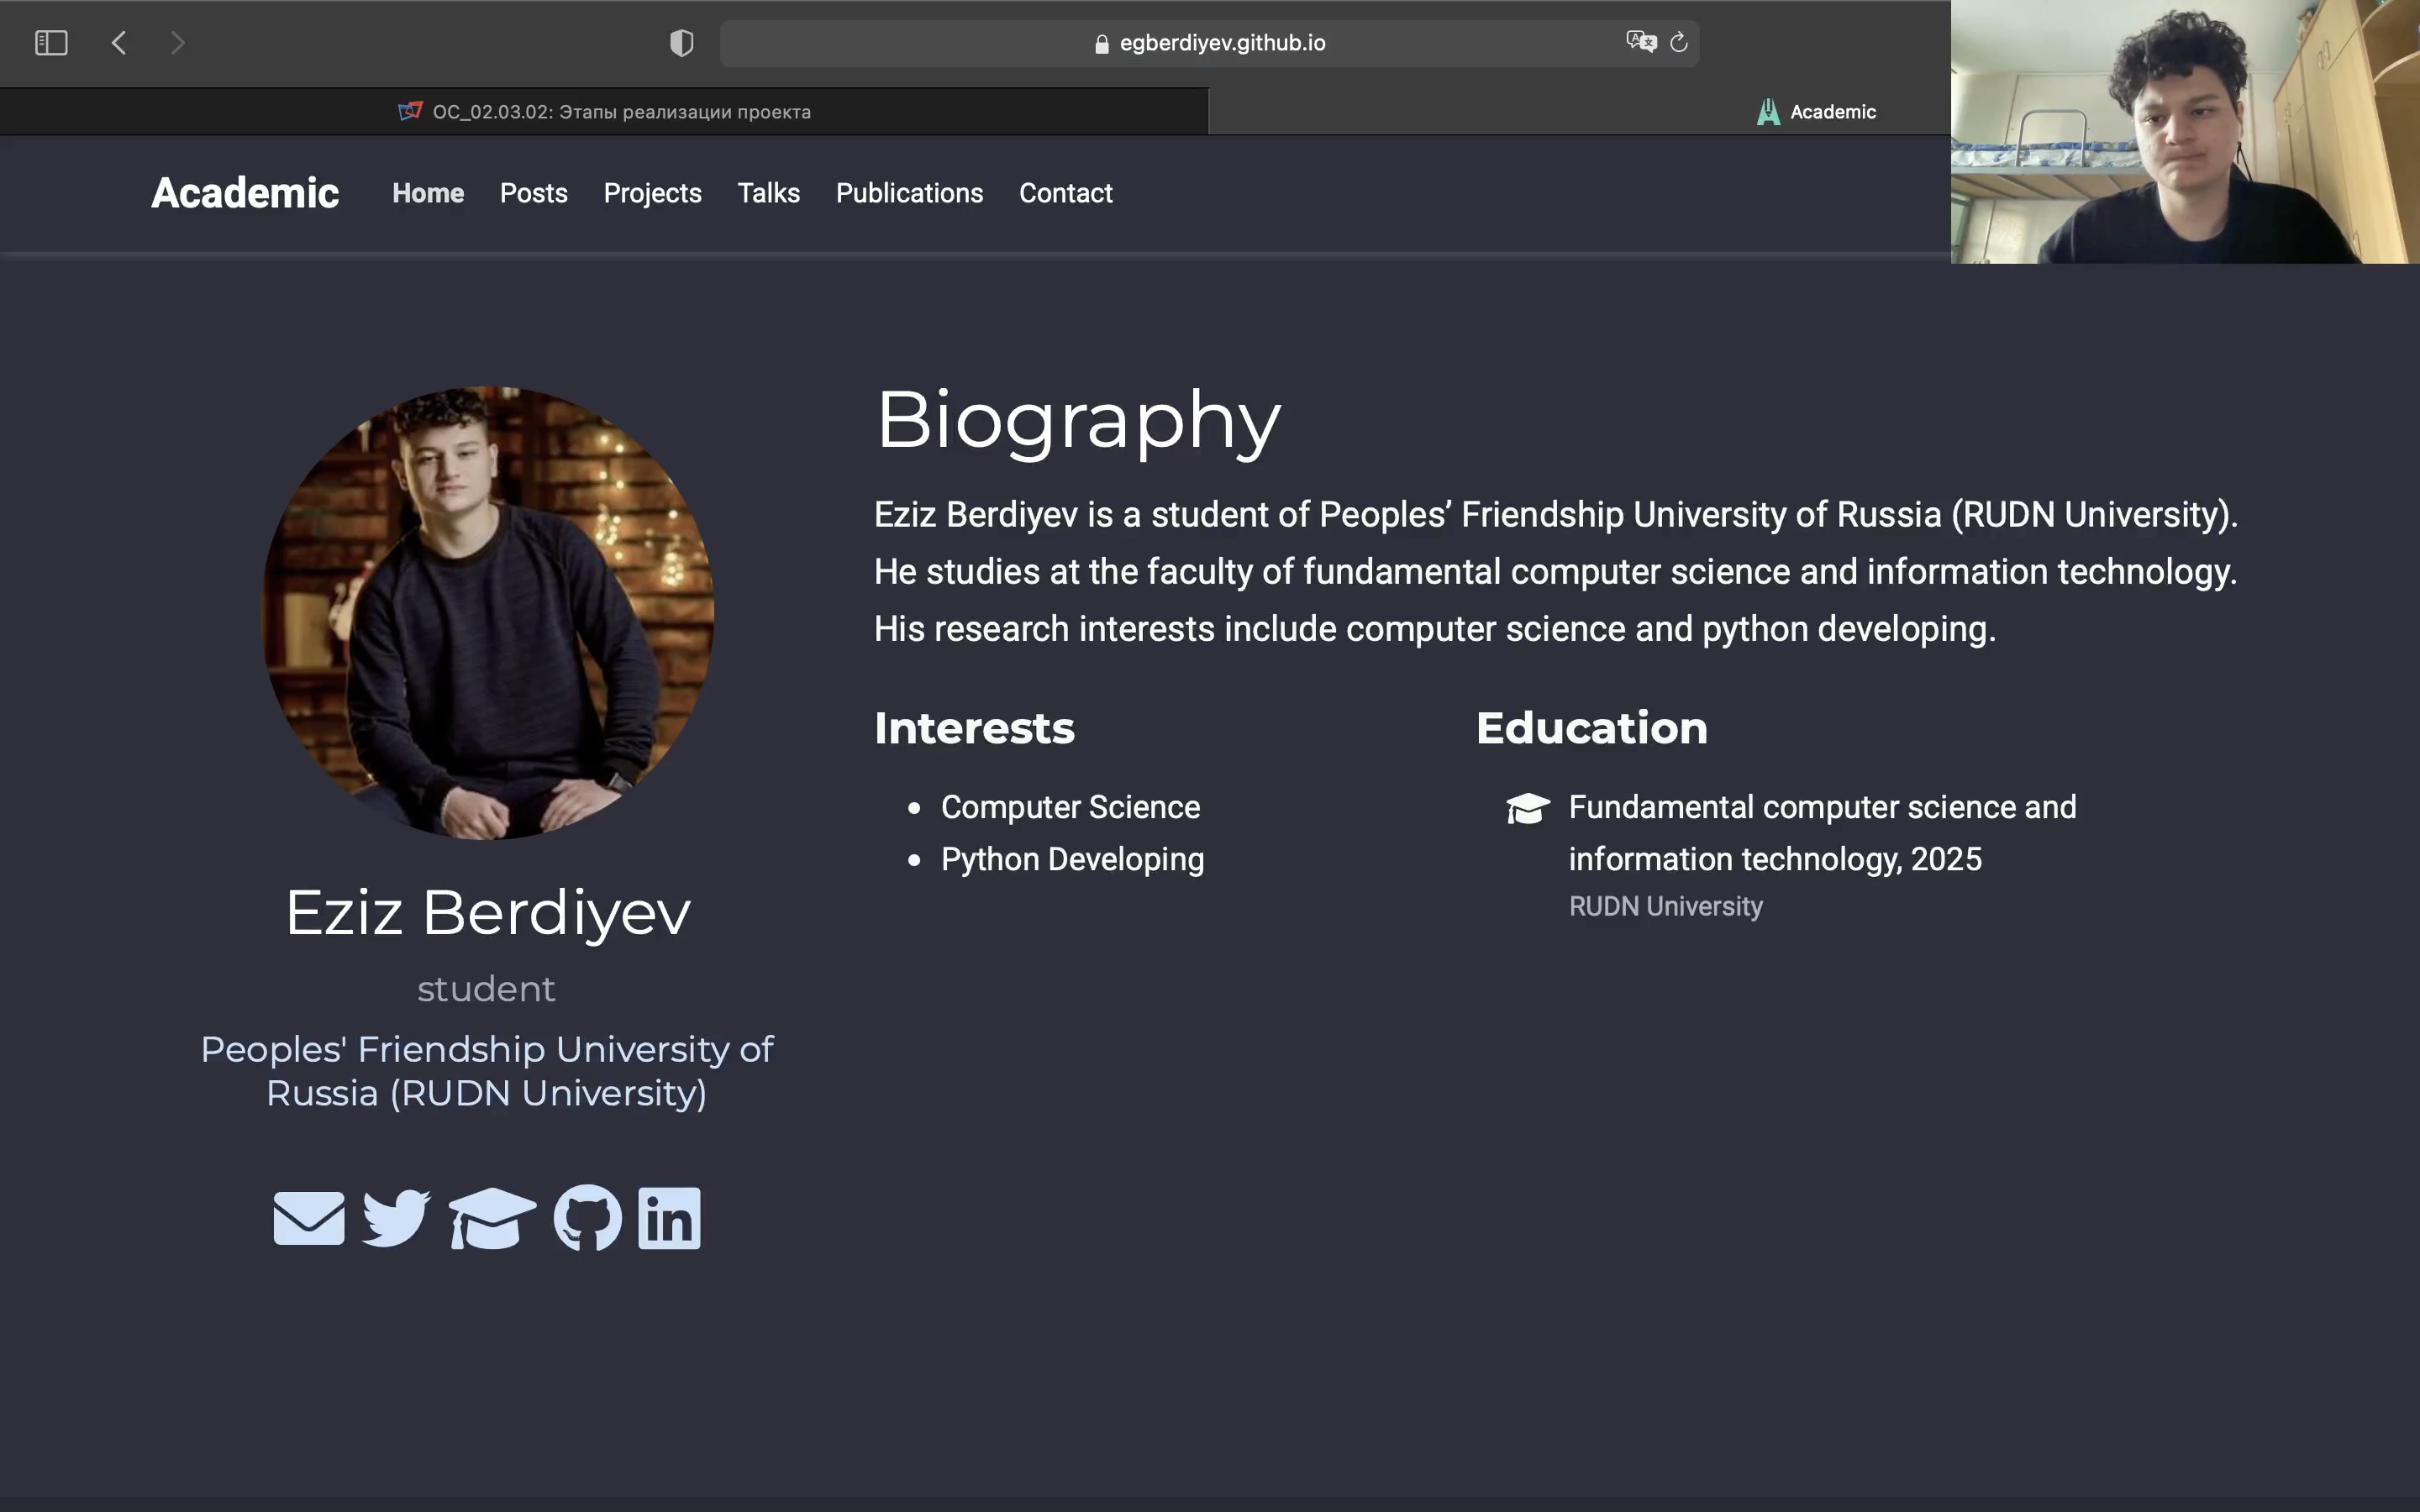 egberdiyev.github.io
ОС_02.03.02: Этапы реализации проекта
Academic
Academic Home Posts Projects Talks Publications Contact
Biography
Eziz Berdiyev is a student of Peoples’ Friendship University of Russia (RUDN University).
He studies at the faculty of fundamental computer science and information technology.
His research interests include computer science and python developing.
Interests
Computer Science
Python Developing
Education
Fundamental computer science and
information technology, 2025
RUDN University
Eziz Berdiyev
student
Peoples' Friendship University of
Russia (RUDN University)
in